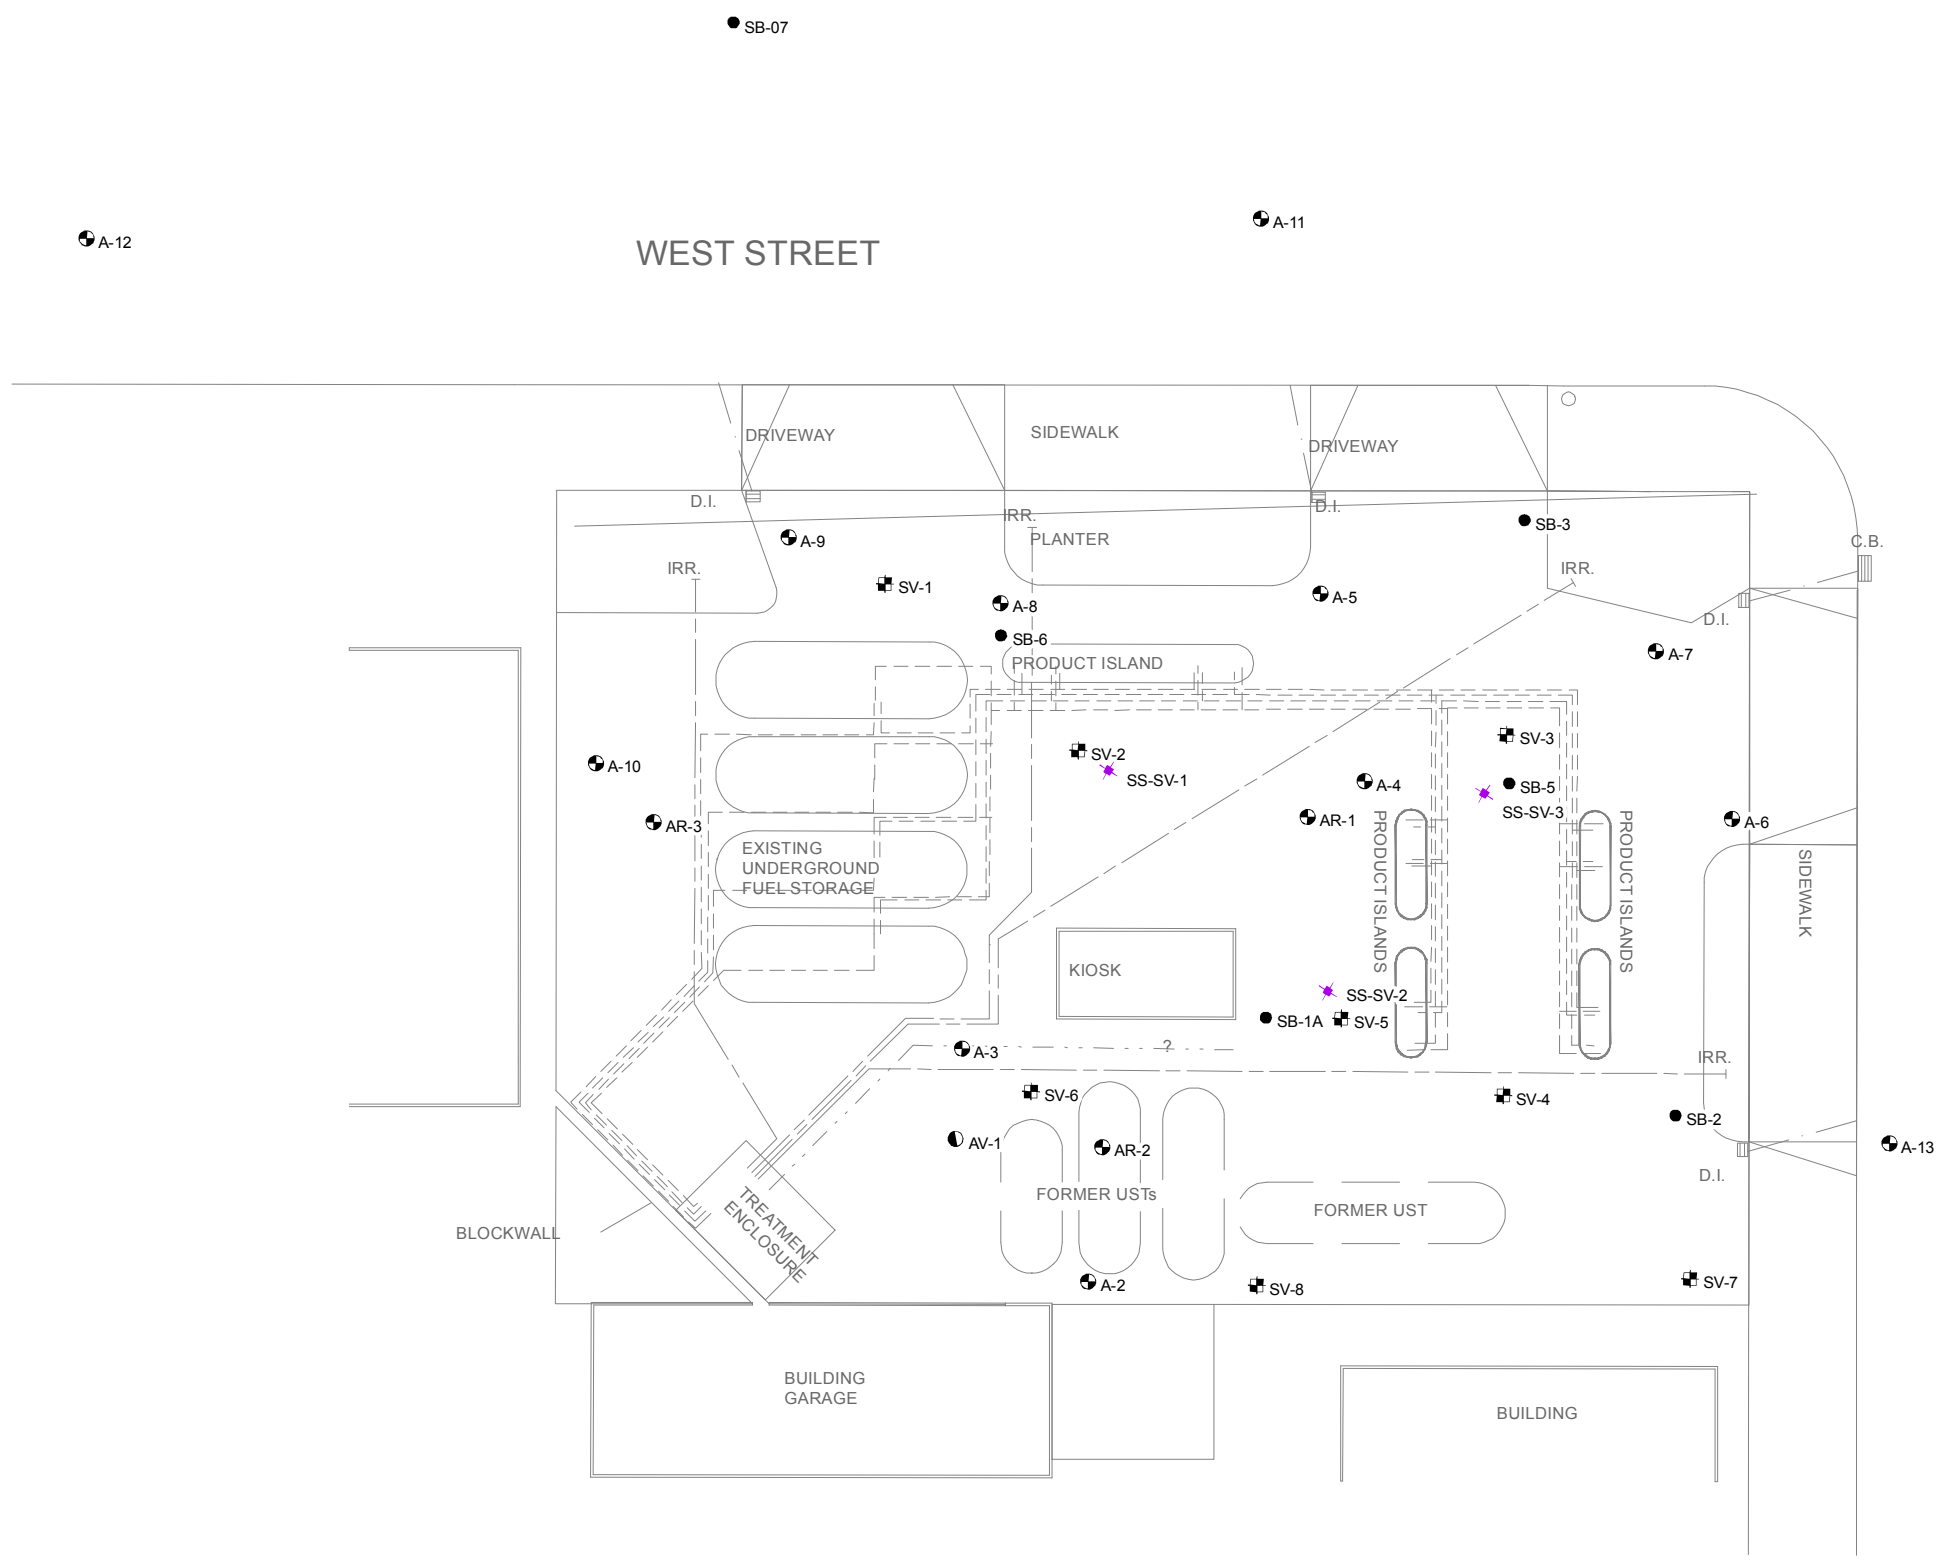 SB-07
A-11
A-12
WEST STREET
SIDEWALK
DRIVEWAY
DRIVEWAY
D.I.
D.I.
IRR.
SB-3
PLANTER
A-9
C.B.
IRR.
IRR.
SV-1
A-5
A-8
D.I.
SB-6
A-7
PRODUCT ISLAND
SV-3
SV-2
A-10
SS-SV-1
A-4
SB-5
SS-SV-3
AR-3
AR-1
A-6
EXISTING
UNDERGROUND
FUEL STORAGE
PRODUCT ISLANDS
PRODUCT ISLANDS
SIDEWALK
KIOSK
SS-SV-2
SB-1A
SV-5
A-3
?
IRR.
SV-6
SV-4
SB-2
AV-1
AR-2
A-13
D.I.
FORMER USTs
FORMER UST
TREATMENT
ENCLOSURE
BLOCKWALL
A-2
SV-8
SV-7
BUILDING
GARAGE
BUILDING